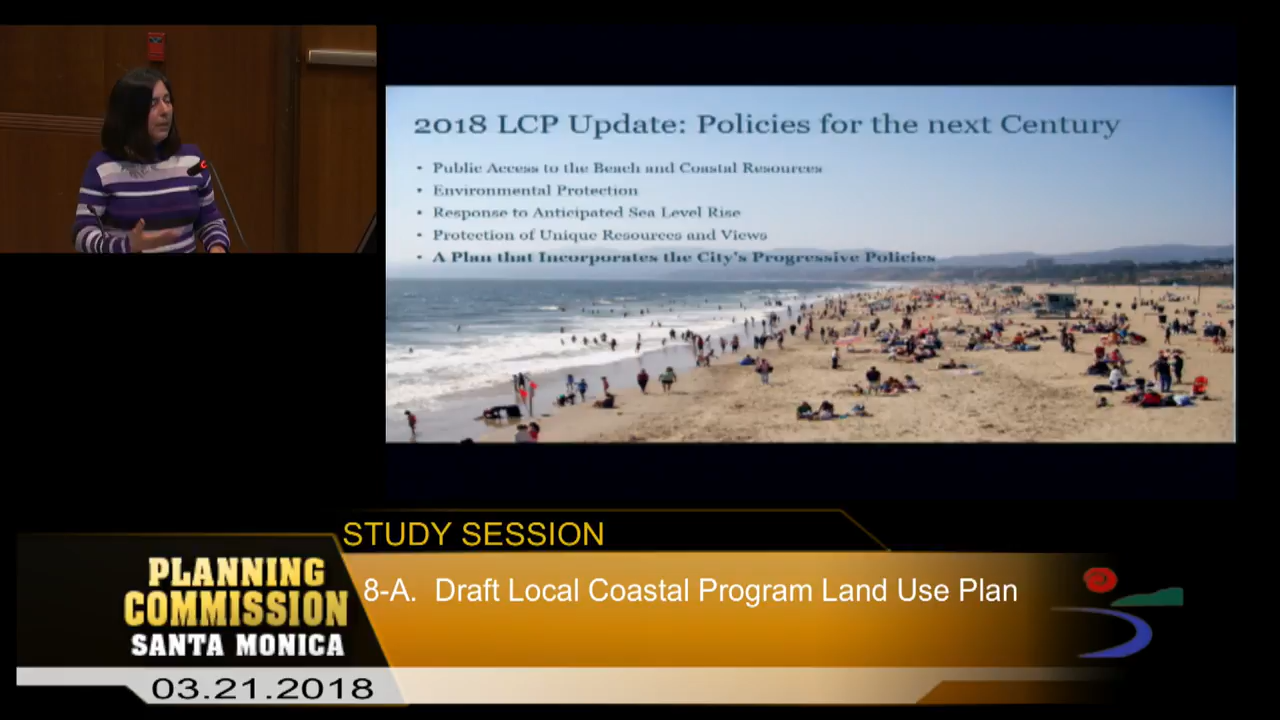 2018 LCP Update: Policies for the next Century
• Public Access to the Beach and Coastal Resources
• Environmental Protection
• Response to Anticipated Sea Level Rise
• Protection of Unique Resources and Views
• A Plan that Incorporates the City's Progressive Policies
STUDY SESSION
8-A. Draft Local Coastal Program Land Use Plan
PLANNING
COMMISSION
SANTA MONICA
03.21.2018